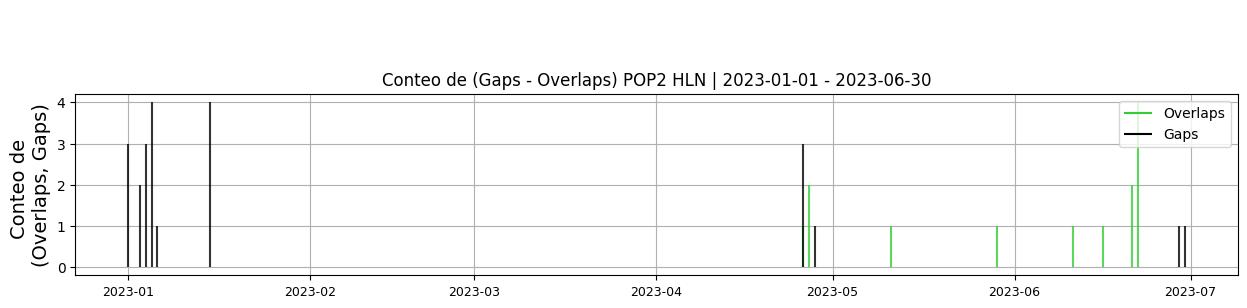 Conteo de (Gaps - Overlaps) POP2 HLN | 2023-01-01 - 2023-06-30
Conteo de
(Overlaps, Gaps)
4
3
2
1
0
Overlaps
Gaps
2023-01
2023-02
2023-03
2023-04
2023-05
2023-06
2023-07